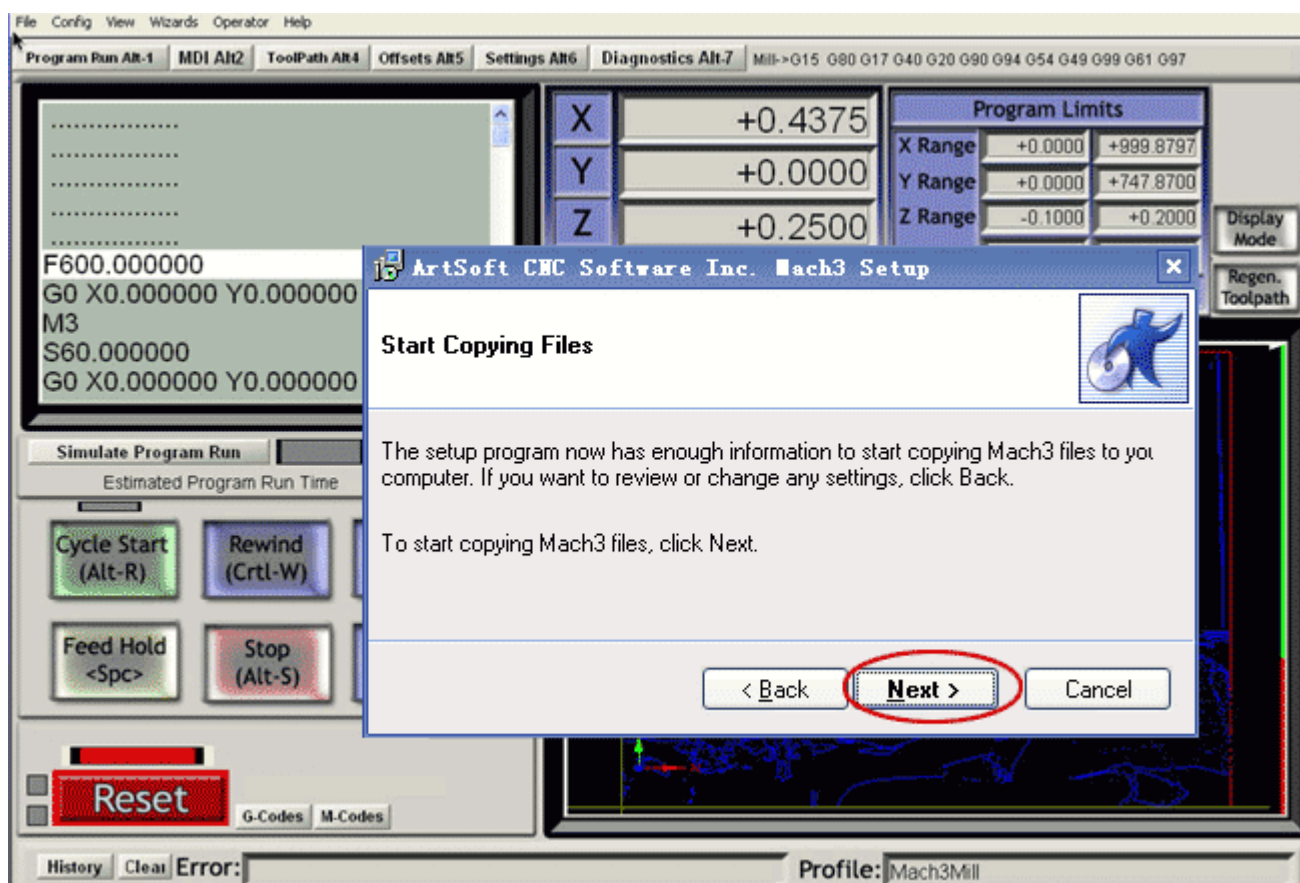 File Config View Wizards Operator Help
Program Run Alt-1 MDI Alt2 ToolPath Alt4 Offsets Alt5 Settings Alt6 Diagnostics Alt-7 Mill->G15 G80 G17 G40 G20 G90 G94 G54 G49 G99 G61 G97
................
................
................
................
................
F600.000000
G0 X0.000000 Y0.000000
M3
S60.000000
G0 X0.000000 Y0.000000
X +0.4375
Y +0.0000
Z +0.2500
Program Limits
X Range +0.0000 +999.8797
Y Range +0.0000 +747.8700
Z Range -0.1000 +0.2000
Display
Mode
Regen.
Toolpath
ArtSoft CNC Software Inc. Mach3 Setup
Start Copying Files
The setup program now has enough information to start copying Mach3 files to you
computer. If you want to review or change any settings, click Back.
To start copying Mach3 files, click Next.
< Back Next > Cancel
Simulate Program Run
Estimated Program Run Time
Cycle Start
(Alt-R)
Rewind
(Crtl-W)
Feed Hold
<Spc>
Stop
(Alt-S)
Reset
G-Codes M-Codes
History Clear Error:
Profile: Mach3Mill